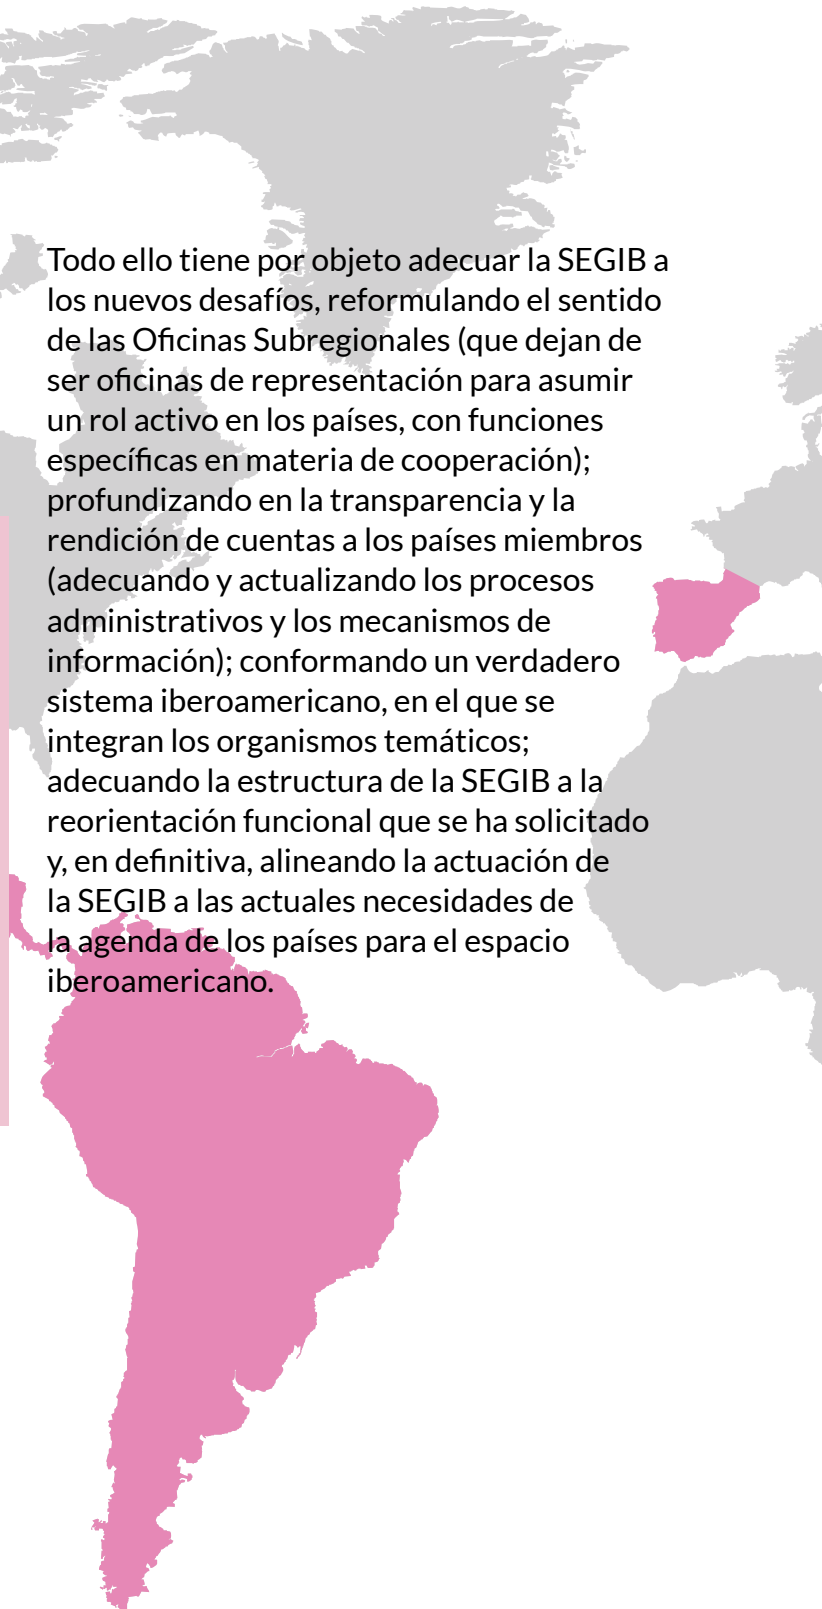 Todo ello tiene por objeto adecuar la SEGIB a
los nuevos desafíos, reformulando el sentido
de las Oficinas Subregionales (que dejan de
ser oficinas de representación para asumir
un rol activo en los países, con funciones
específicas en materia de cooperación);
profundizando en la transparencia y la
rendición de cuentas a los países miembros
(adecuando y actualizando los procesos
administrativos y los mecanismos de
información); conformando un verdadero
sistema iberoamericano, en el que se
integran los organismos temáticos;
adecuando la estructura de la SEGIB a la
reorientación funcional que se ha solicitado
y, en definitiva, alineando la actuación de
la SEGIB a las actuales necesidades de
la agenda de los países para el espacio
iberoamericano.